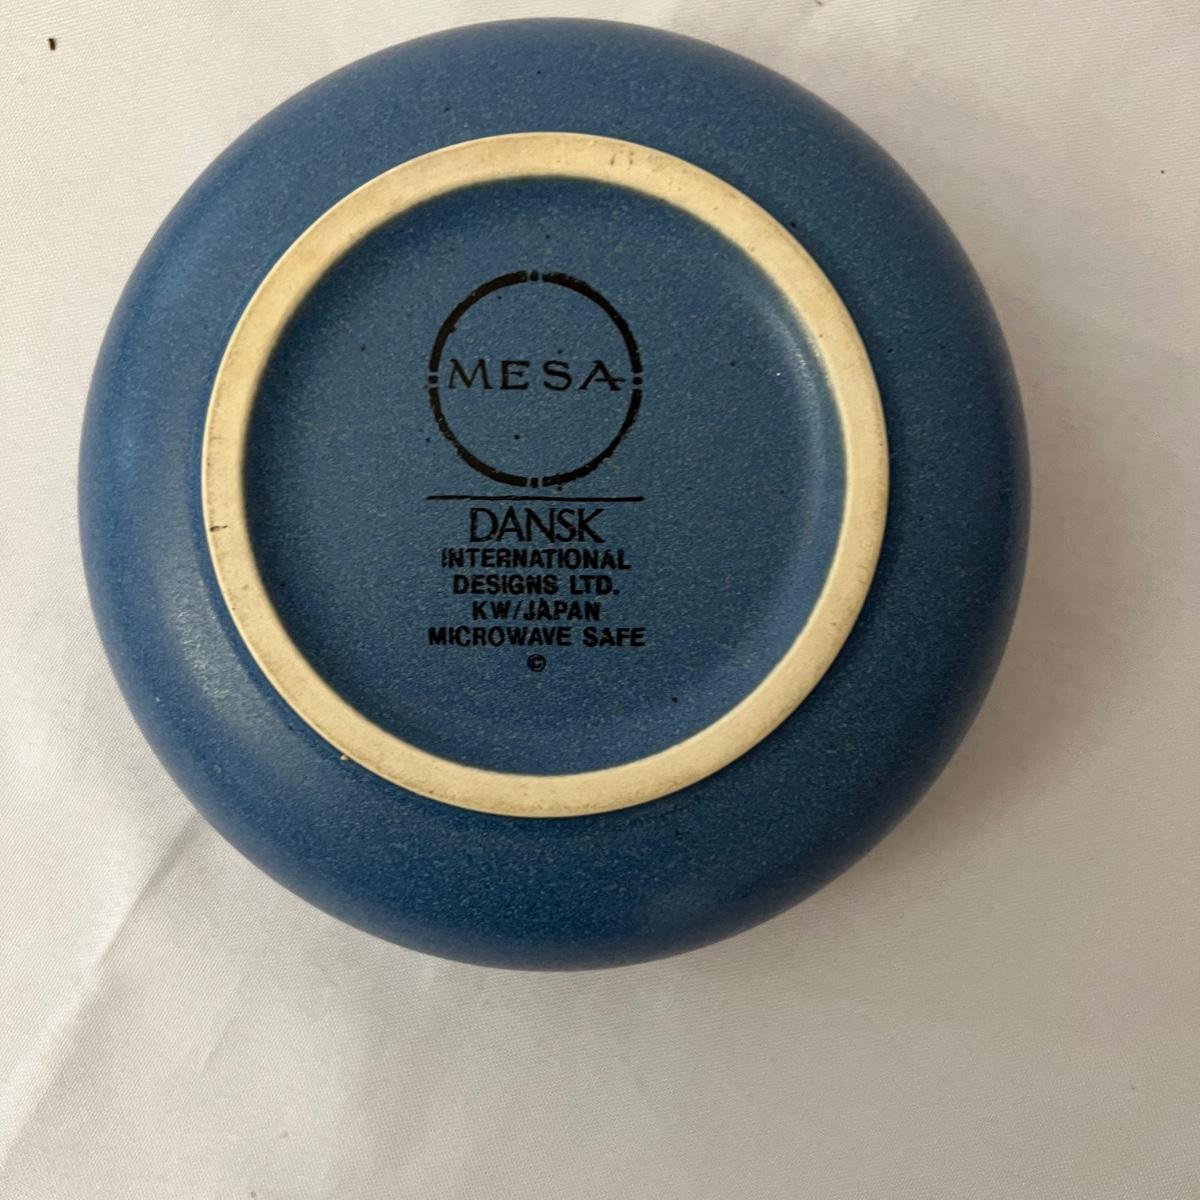 MESA
DANSK
INTERNATIONAL
DESIGNS LTD.
KW/JAPAN
MICROWAVE SAFE
©